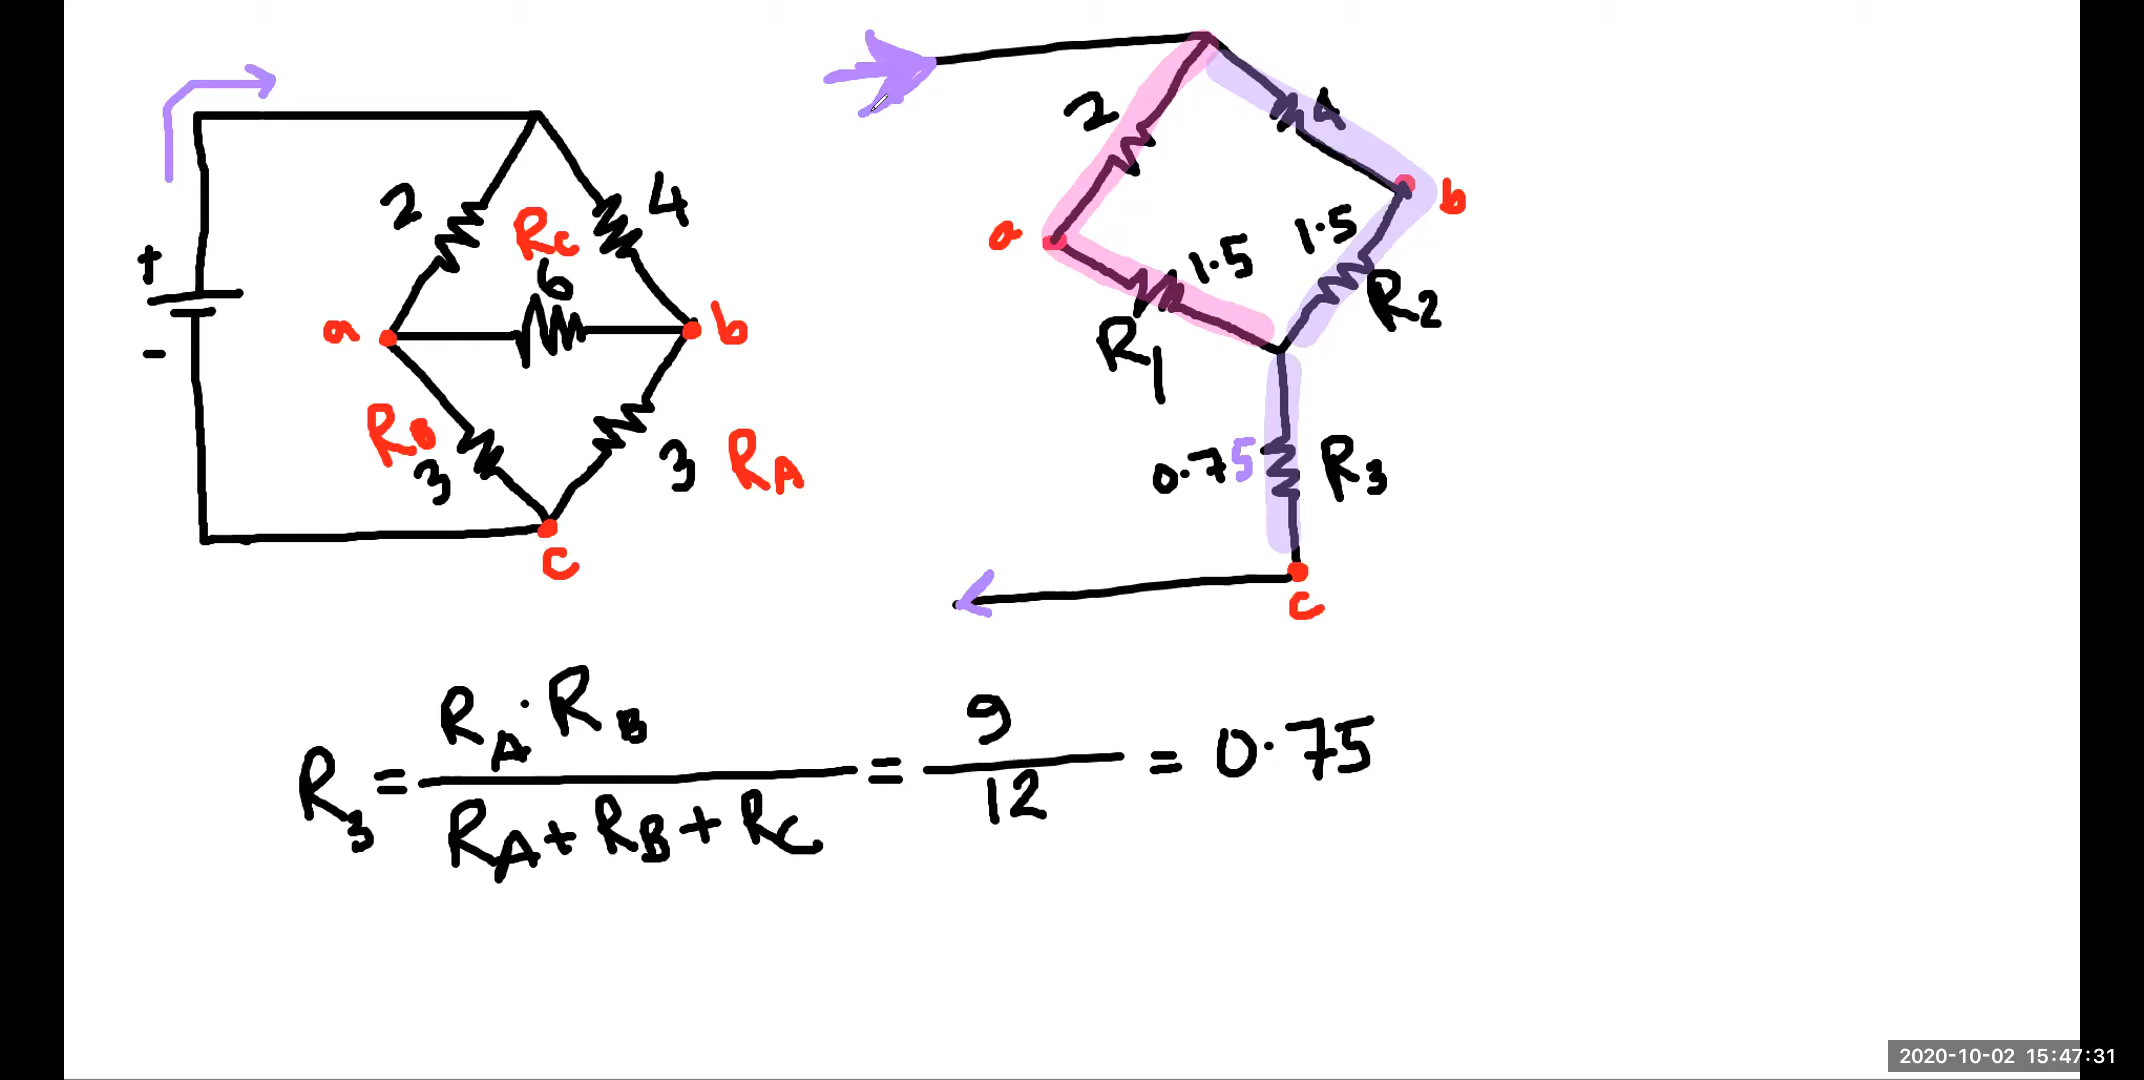 +
-
2
4
Rc
6
a
b
RB
3
3
RA
c
2
4
a
b
1.5
1.5
R1
R2
0.75
R3
c
R3 = RA · RB / RA + RB + RC = 9 / 12 = 0.75
2020-10-02 15:47:31